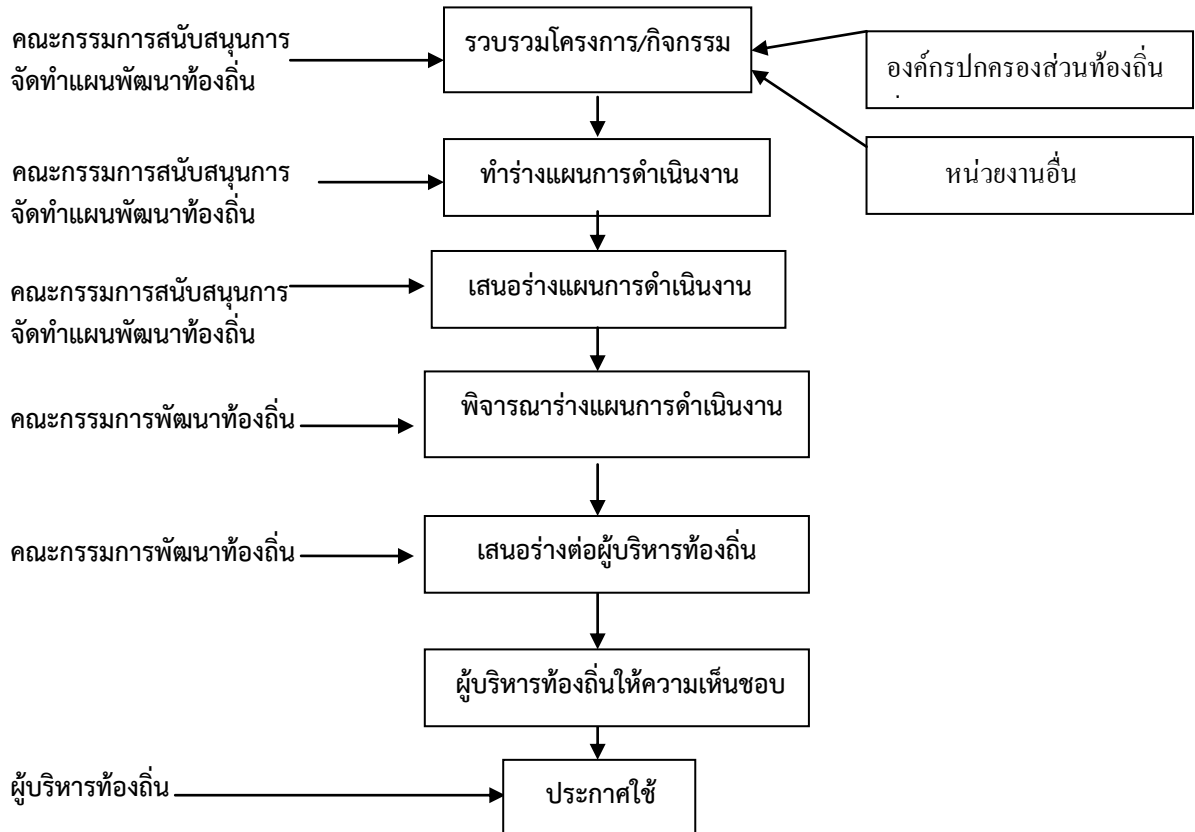 คณะกรรมการสนับสนุนการ
จัดทำแผนพัฒนาท้องถิ่น
รวบรวมโครงการ/กิจกรรม
องค์กรปกครองส่วนท้องถิ่น
คณะกรรมการสนับสนุนการ
จัดทำแผนพัฒนาท้องถิ่น
ทำร่างแผนการดำเนินงาน
หน่วยงานอื่น
คณะกรรมการสนับสนุนการ
จัดทำแผนพัฒนาท้องถิ่น
เสนอร่างแผนการดำเนินงาน
คณะกรรมการพัฒนาท้องถิ่น
พิจารณาร่างแผนการดำเนินงาน
คณะกรรมการพัฒนาท้องถิ่น
เสนอร่างต่อผู้บริหารท้องถิ่น
ผู้บริหารท้องถิ่นให้ความเห็นชอบ
ผู้บริหารท้องถิ่น
ประกาศใช้